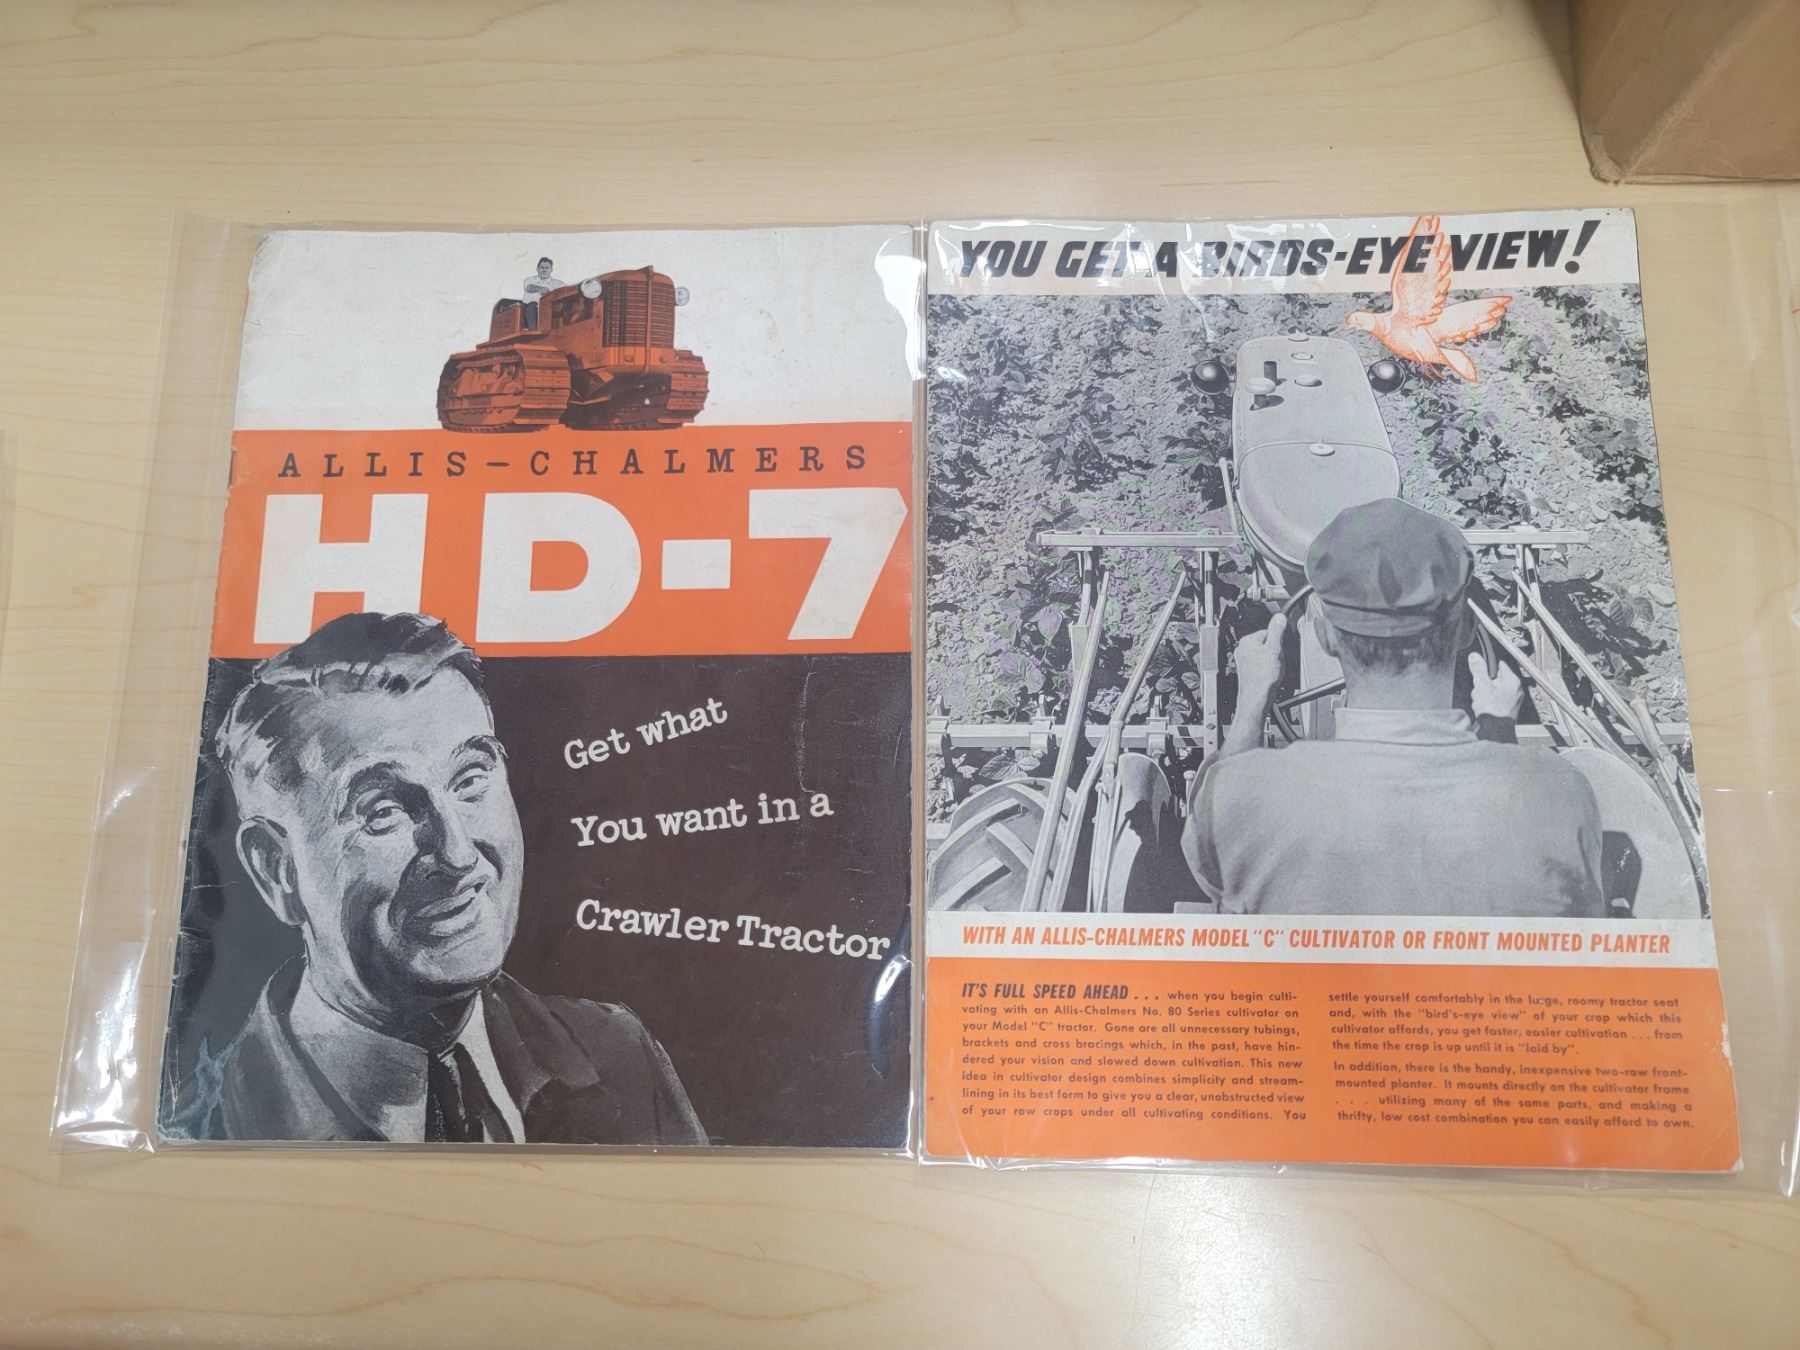 ALLIS-CHALMERS
HD-7
Get what
You want in a
Crawler Tractor
YOU GET A BIRDS-EYE VIEW!
WITH AN ALLIS-CHALMERS MODEL "C" CULTIVATOR OR FRONT MOUNTED PLANTER
IT'S FULL SPEED AHEAD . . . when you begin culti-
vating with an Allis-Chalmers No. 80 Series cultivator on
your Model "C" tractor. Gone are all unnecessary tubings,
brackets and cross bracings which, in the past, have hin-
dered your vision and slowed down cultivation. This new
idea in cultivator design combines simplicity and stream-
lining in its best form to give you a clear, unobstructed view
of your row crops under all cultivating conditions. You
settle yourself comfortably in the large, roomy tractor seat
and, with the "bird's-eye view" of your crop which this
cultivator affords, you get faster, easier cultivation . . . from
the time the crop is up until it is "laid by".
In addition, there is the handy, inexpensive two-row front-
mounted planter. It mounts directly on the cultivator frame
. . . utilizing many of the same parts, and making a
thrifty, low cost combination you can easily afford to own.